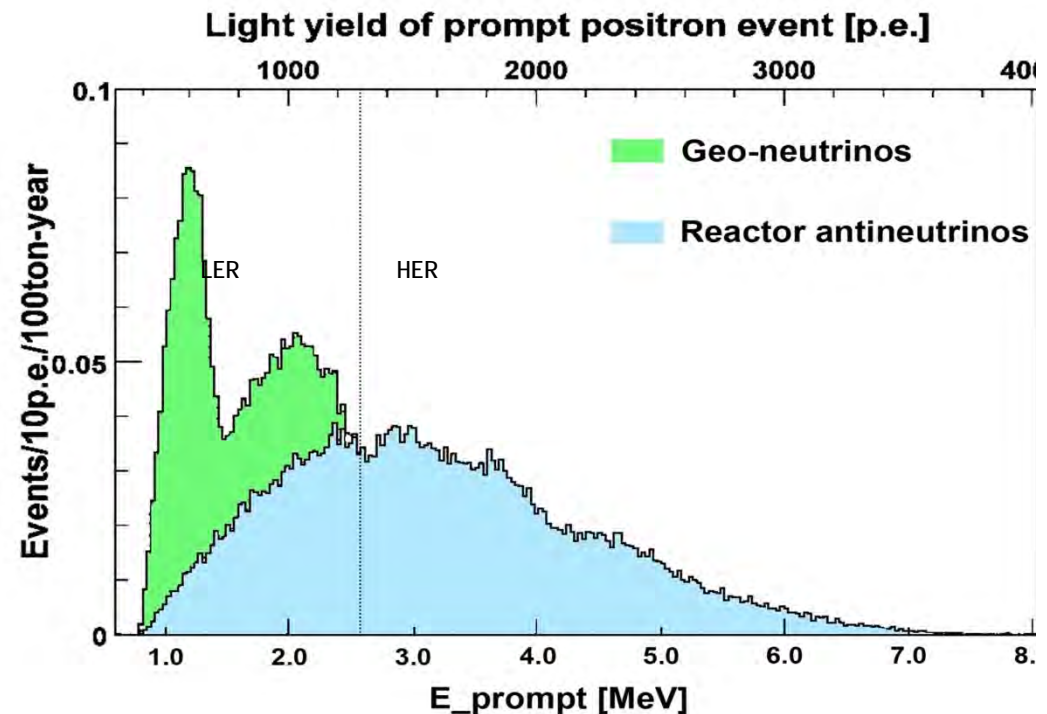 Light yield of prompt positron event [p.e.]
1000 2000 3000 400
0.1
Geo-neutrinos
Reactor antineutrinos
LER HER
0.05
Events/10p.e./100ton-year
0
1.0 2.0 3.0 4.0 5.0 6.0 7.0 8.
E_prompt [MeV]